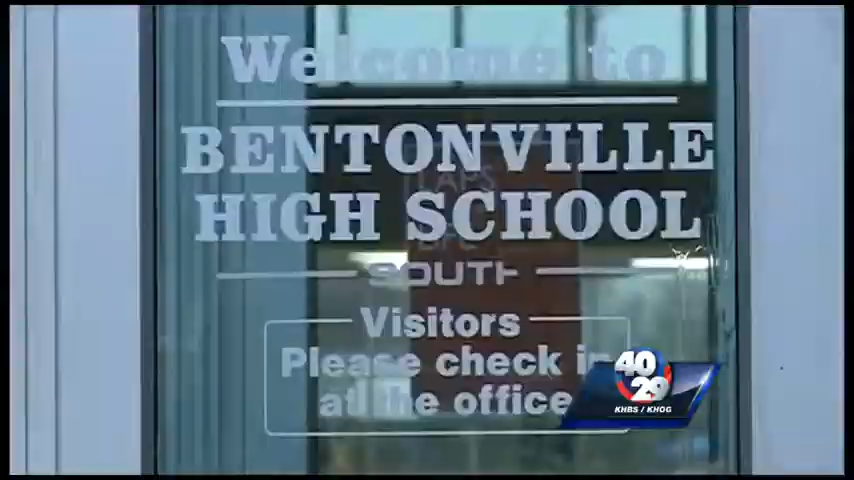 Welcome to
BENTONVILLE
HIGH SCHOOL
SOUTH
Visitors
Please check in
at the office
40
29
KHBS / KHOG